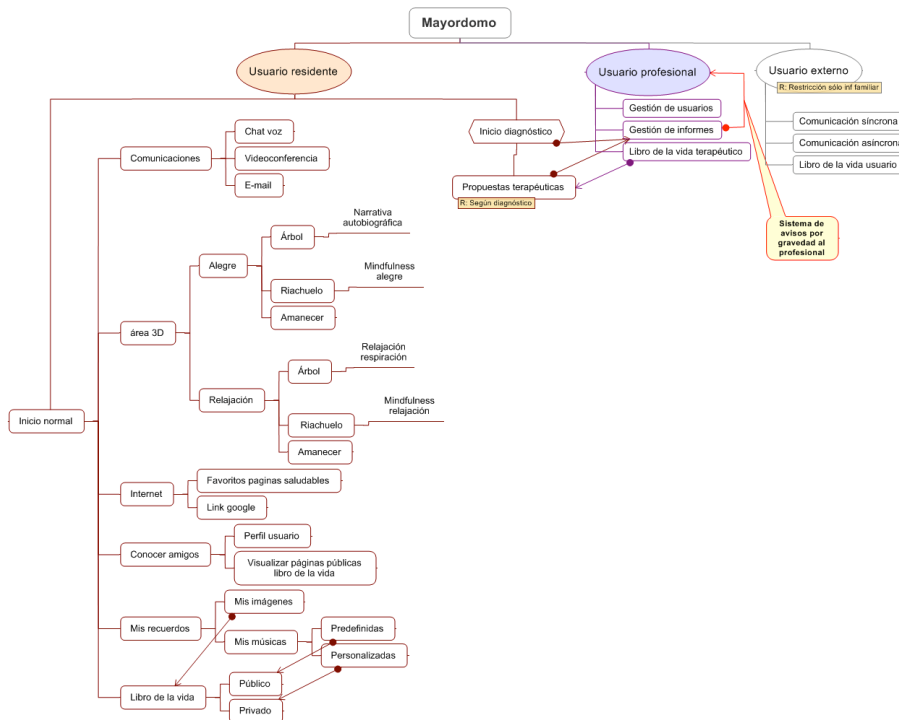 Mayordomo
Usuario residente
Usuario profesional
Usuario externo
R: Restricción sólo inf familiar
Gestión de usuarios
Inicio diagnóstico
Gestión de informes
Libro de la vida terapéutico
Comunicación síncrona
Comunicación asíncrona
Libro de la vida usuario
Propuestas terapéuticas
R: Según diagnóstico
Sistema de
avisos por
gravedad al
profesional
Inicio normal
Comunicaciones
Chat voz
Videoconferencia
E-mail
área 3D
Alegre
Árbol
Narrativa
autobiográfica
Riachuelo
Mindfulness
alegre
Amanecer
Relajación
Árbol
Relajación
respiración
Riachuelo
Mindfulness
relajación
Amanecer
Internet
Favoritos paginas saludables
Link google
Conocer amigos
Perfil usuario
Visualizar páginas públicas
libro de la vida
Mis recuerdos
Mis imágenes
Mis músicas
Predefinidas
Personalizadas
Libro de la vida
Público
Privado